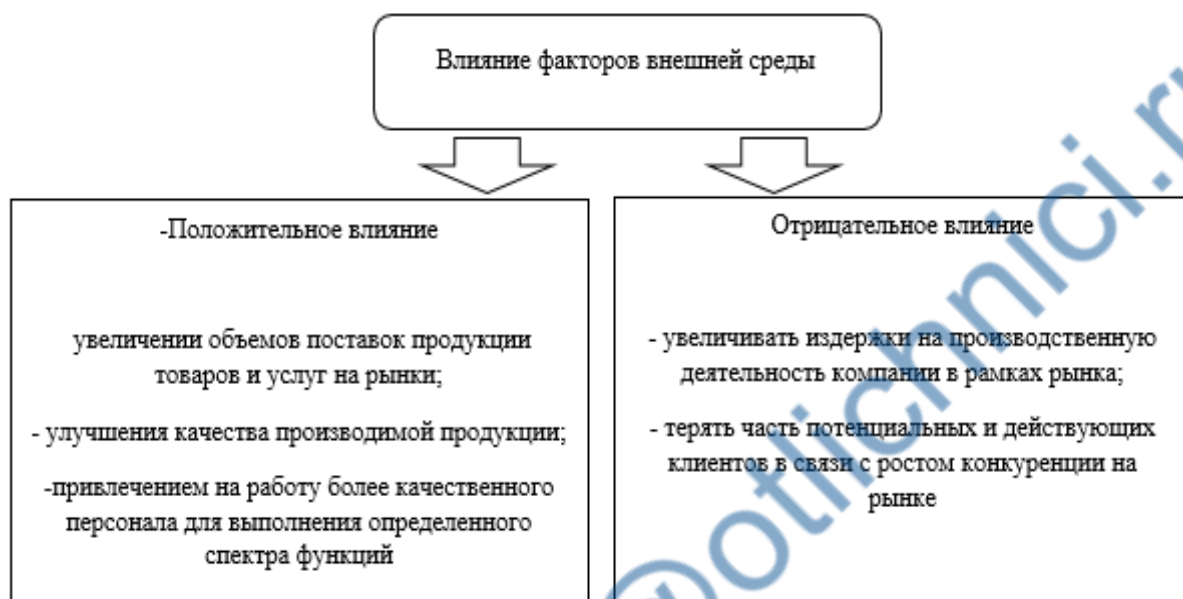 Влияние факторов внешней среды
-Положительное влияние
увеличении объемов поставок продукции
товаров и услуг на рынки;
- улучшения качества производимой продукции;
-привлечением на работу более качественного
персонала для выполнения определенного
спектра функций
Отрицательное влияние
- увеличивать издержки на производственную
деятельность компании в рамках рынка;
- терять часть потенциальных и действующих
клиентов в связи с ростом конкуренции на
рынке
@otlichnici.ru